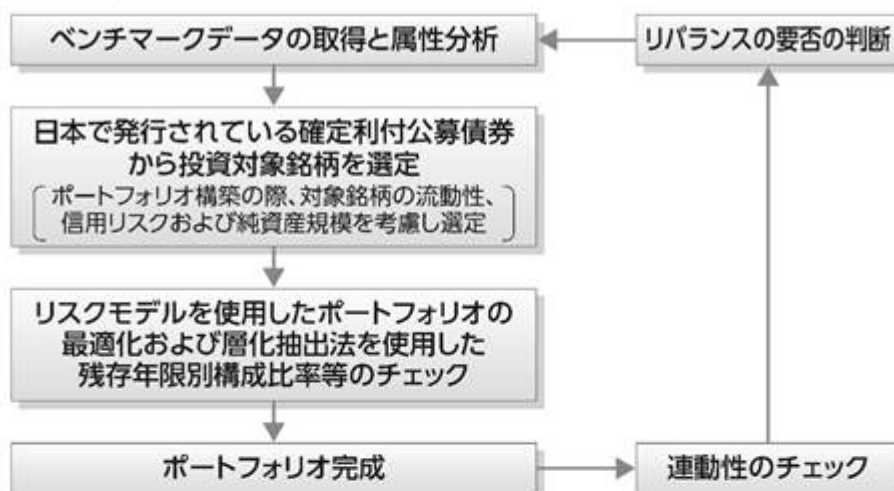 ベンチマークデータの取得と属性分析
リバランスの要否の判断
日本で発行されている確定利付公募債券
から投資対象銘柄を選定
ポートフォリオ構築の際、対象銘柄の流動性、
信用リスクおよび純資産規模を考慮し選定
リスクモデルを使用したポートフォリオの
最適化および層化抽出法を使用した
残存年限別構成比率等のチェック
ポートフォリオ完成
連動性のチェック